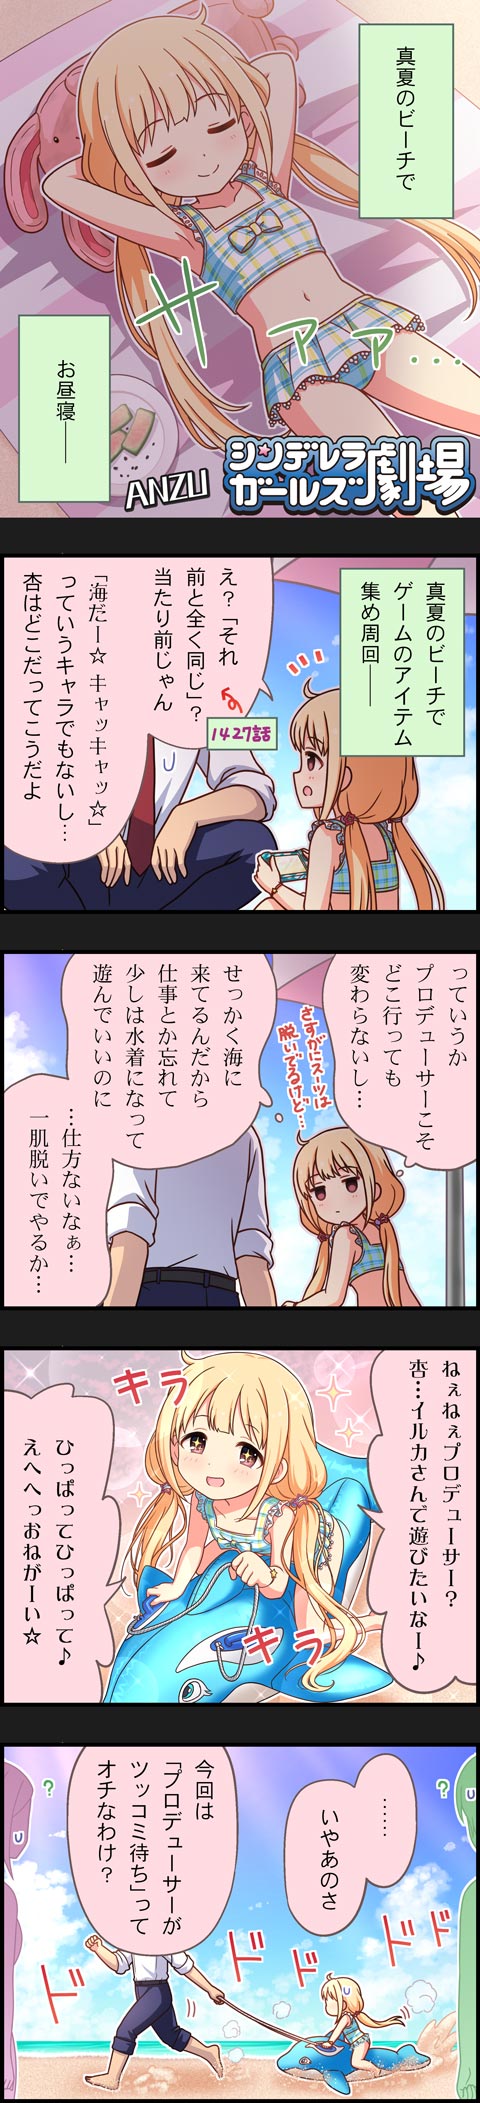 真夏のビーチで
サァァ…
お昼寝──
ANZU
シンデレラ
ガールズ劇場
真夏のビーチで
ゲームのアイテム
集め周回──
え？「それ
前と全く同じ」？
当たり前じゃん
1427話
「海だー☆ キャッキャッ☆」
っていうキャラでもないし…
杏はどこだってこうだよ
っていうか
プロデューサーこそ
どこ行っても
変わらないし…
さすがにスーツは
脱いでるけど…
せっかく海に
来てるんだから
仕事とか忘れて
少しは水着になって
遊んでいいのに
…仕方ないなぁ…
一肌脱いでやるか…
ねぇねぇプロデューサー？
杏…イルカさんで遊びたいなー♪
キラ
ひっぱってひっぱって♪
えへへっおねがーい☆
キラ
……
いやあのさ
今回は
「プロデューサーが
ツッコミ待ち」って
オチなわけ？
?
?
ドドドド